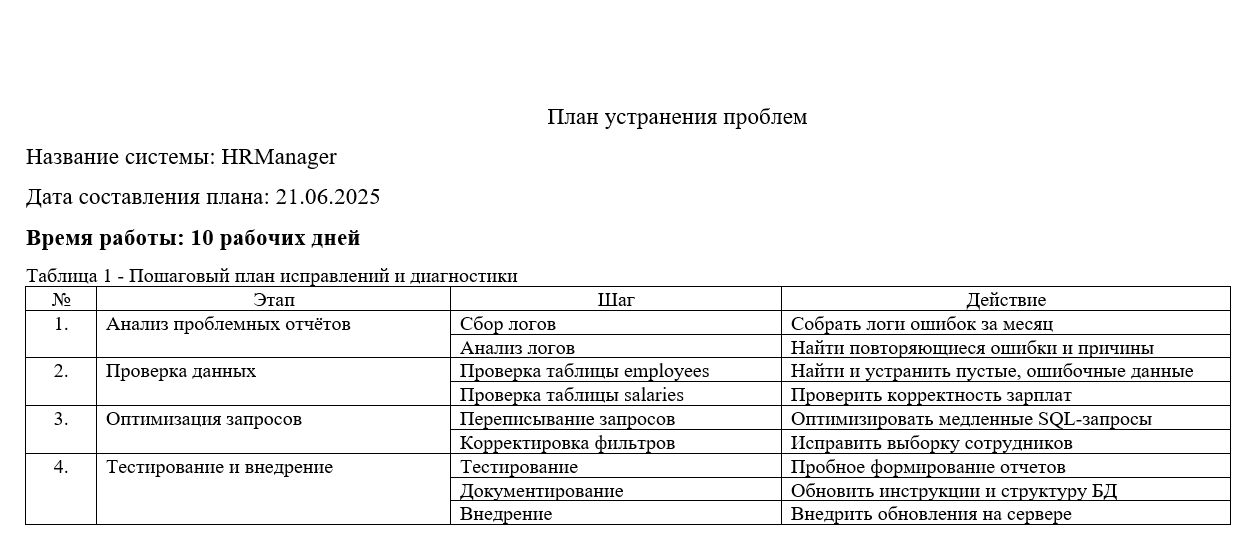 План устранения проблем
Название системы: HRManager
Дата составления плана: 21.06.2025
Время работы: 10 рабочих дней
Таблица 1 - Пошаговый план исправлений и диагностики
№ Этап Шаг Действие
1. Анализ проблемных отчётов Сбор логов Собрать логи ошибок за месяц
Анализ логов Найти повторяющиеся ошибки и причины
2. Проверка данных Проверка таблицы employees Найти и устранить пустые, ошибочные данные
Проверка таблицы salaries Проверить корректность зарплат
3. Оптимизация запросов Переписывание запросов Оптимизировать медленные SQL-запросы
Корректировка фильтров Исправить выборку сотрудников
4. Тестирование и внедрение Тестирование Пробное формирование отчетов
Документирование Обновить инструкции и структуру БД
Внедрение Внедрить обновления на сервере